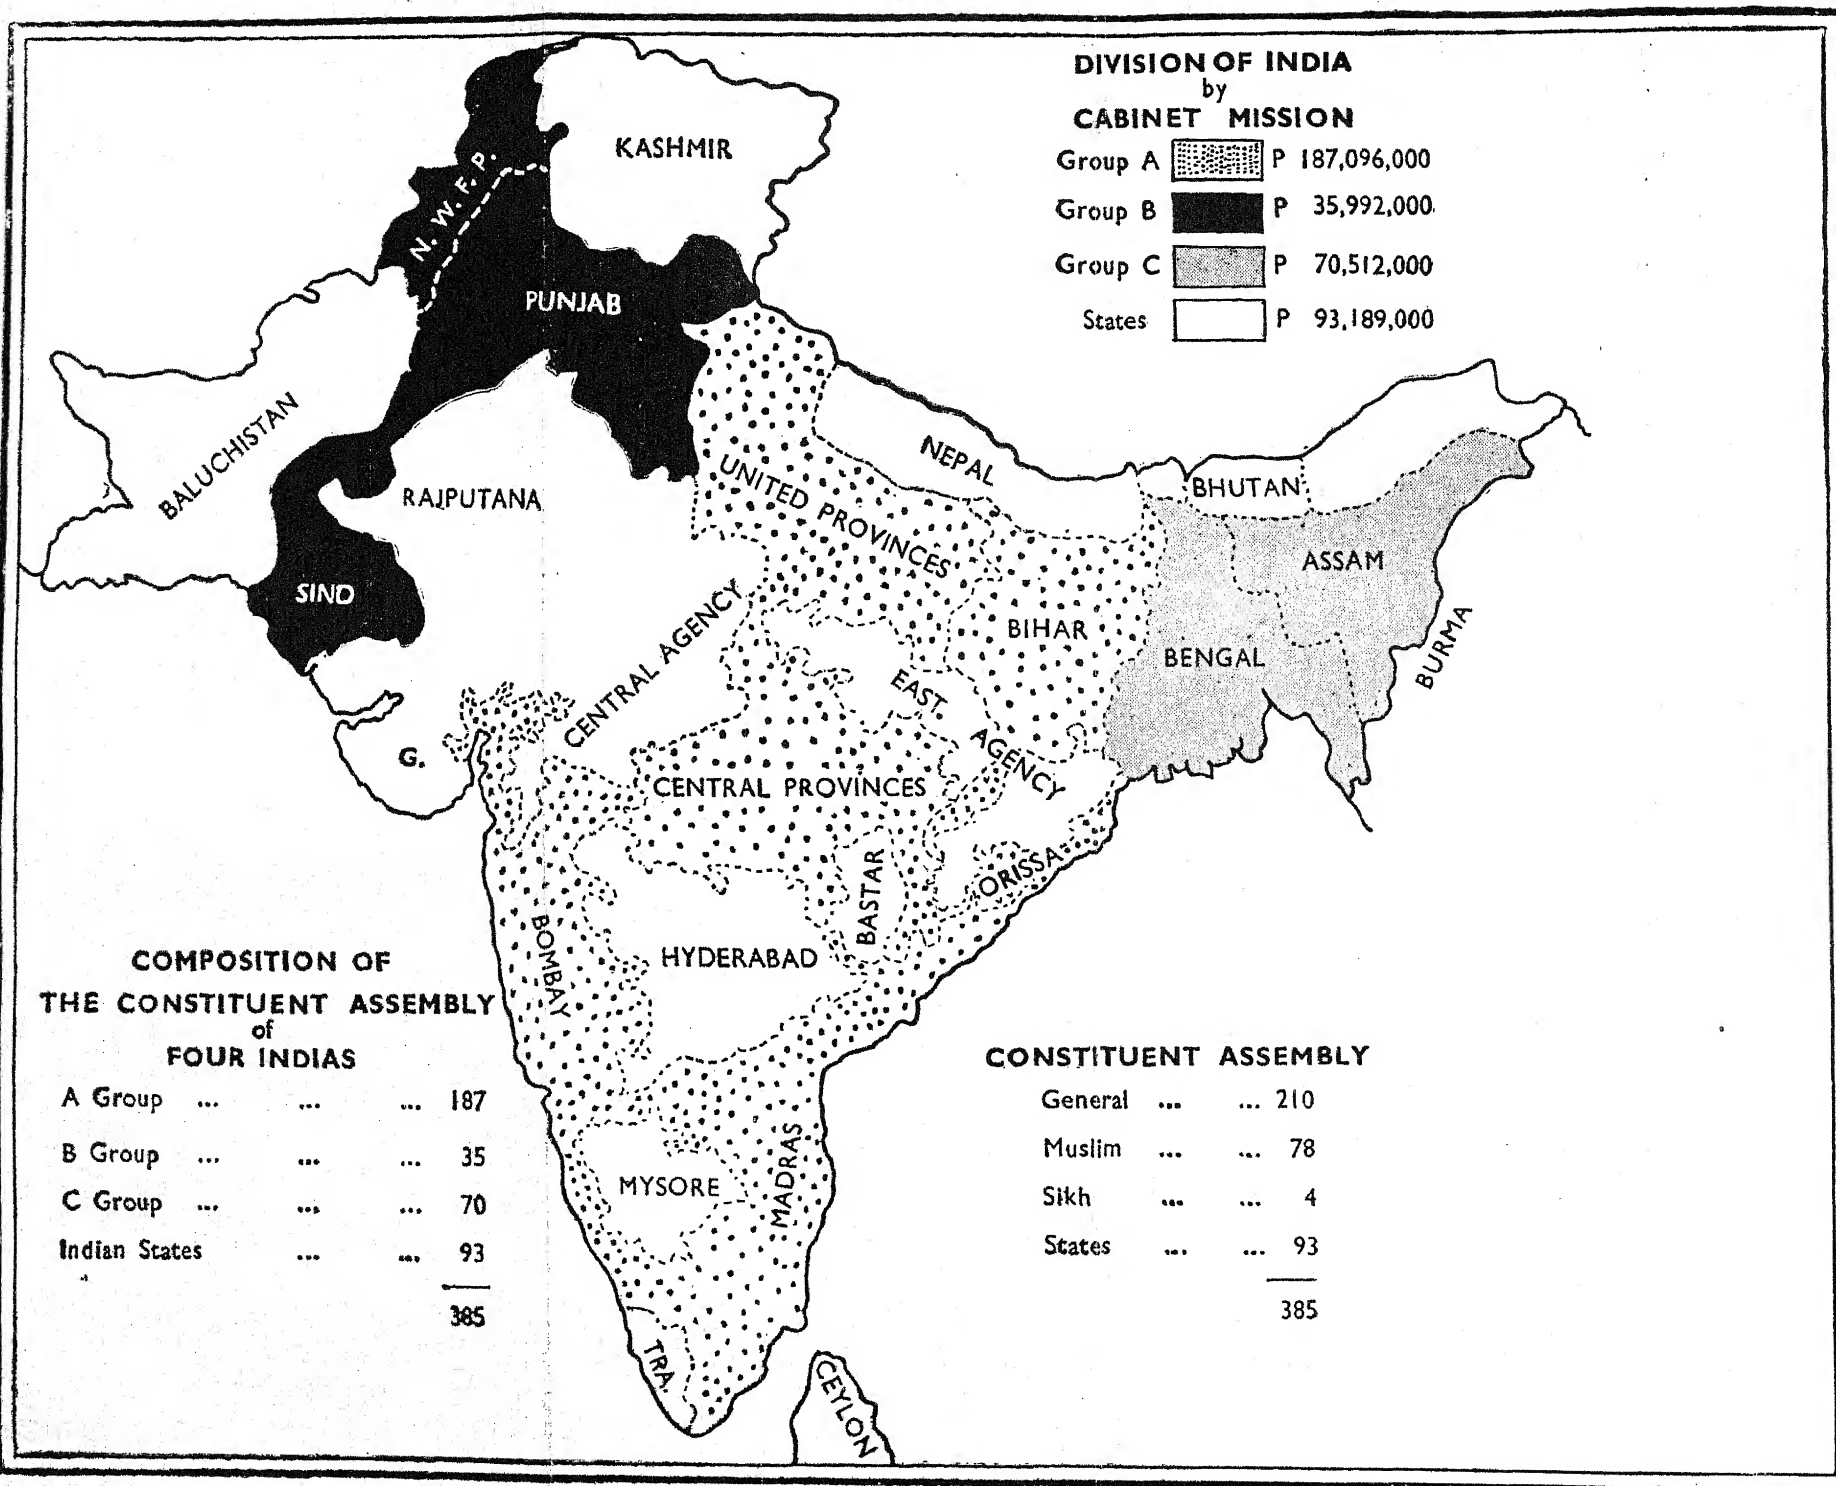 DIVISION OF INDIA
by
CABINET MISSION
Group A P 187,096,000
Group B P 35,992,000.
Group C P 70,512,000
States P 93,189,000
KASHMIR
N. W. F. P.
PUNJAB
BALUCHISTAN
RAJPUTANA
SIND
NEPAL
BHUTAN
UNITED PROVINCES
ASSAM
BIHAR
BENGAL
BURMA
CENTRAL AGENCY
EAST
AGENCY
G.
CENTRAL PROVINCES
BASTAR
ORISSA
BOMBAY
HYDERABAD
MYSORE
MADRAS
TRA.
CEYLON
COMPOSITION OF
THE CONSTITUENT ASSEMBLY
of
FOUR INDIAS
A Group ... ... ... 187
B Group ... ... ... 35
C Group ... ... ... 70
Indian States ... ... 93
385
CONSTITUENT ASSEMBLY
General ... ... 210
Muslim ... ... 78
Sikh ... ... 4
States ... ... 93
385